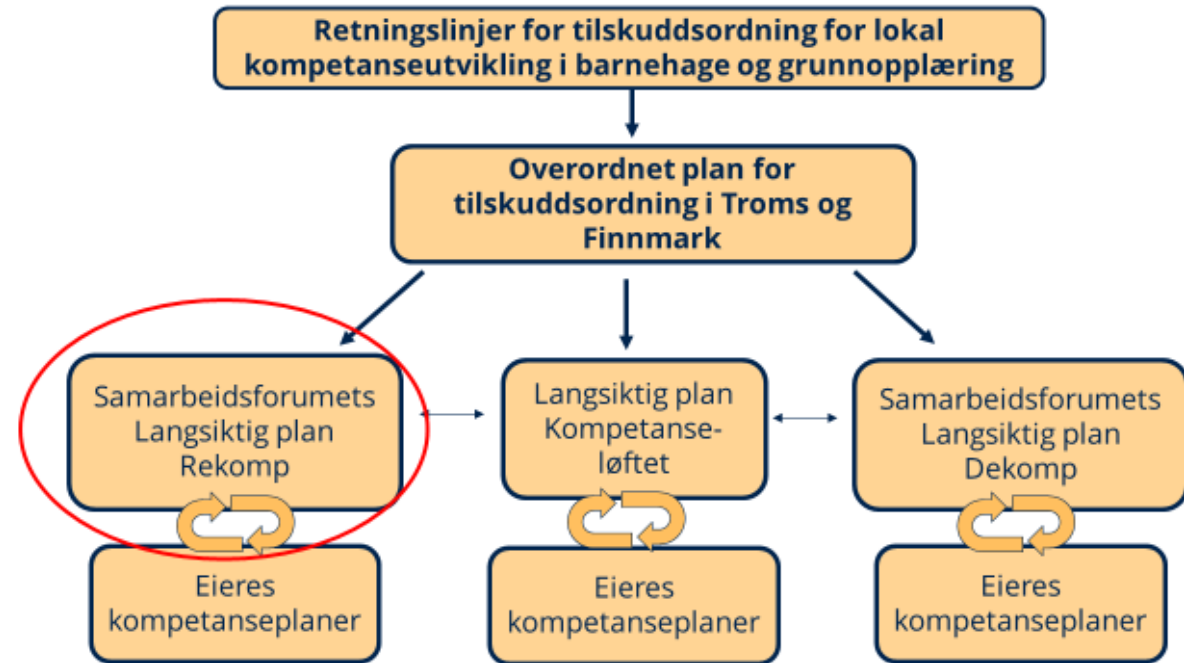 Retningslinjer for tilskuddsordning for lokal
kompetanseutvikling i barnehage og grunnopplæring
Overordnet plan for
tilskuddsordning i Troms og
Finnmark
Samarbeidsforumets
Langsiktig plan
Rekomp
Langsiktig plan
Kompetanse-
løftet
Samarbeidsforumets
Langsiktig plan
Dekomp
Eieres
kompetanseplaner
Eieres
kompetanseplaner
Eieres
kompetanseplaner